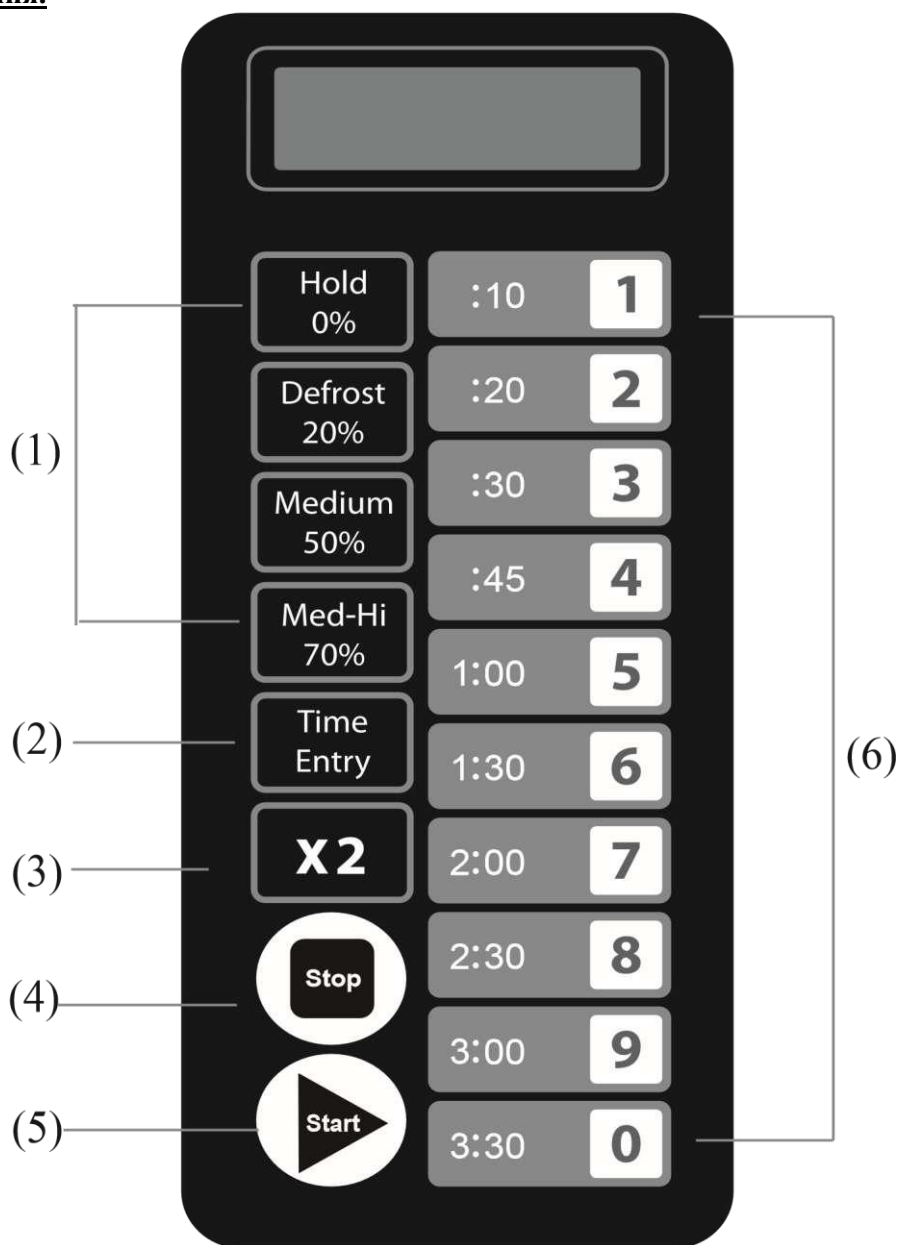 Hold
0%
Defrost
20%
Medium
50%
Med-Hi
70%
Time
Entry
X2
Stop
Start
:10 1
:20 2
:30 3
:45 4
1:00 5
1:30 6
2:00 7
2:30 8
3:00 9
3:30 0
(1)
(2)
(3)
(4)
(5)
(6)